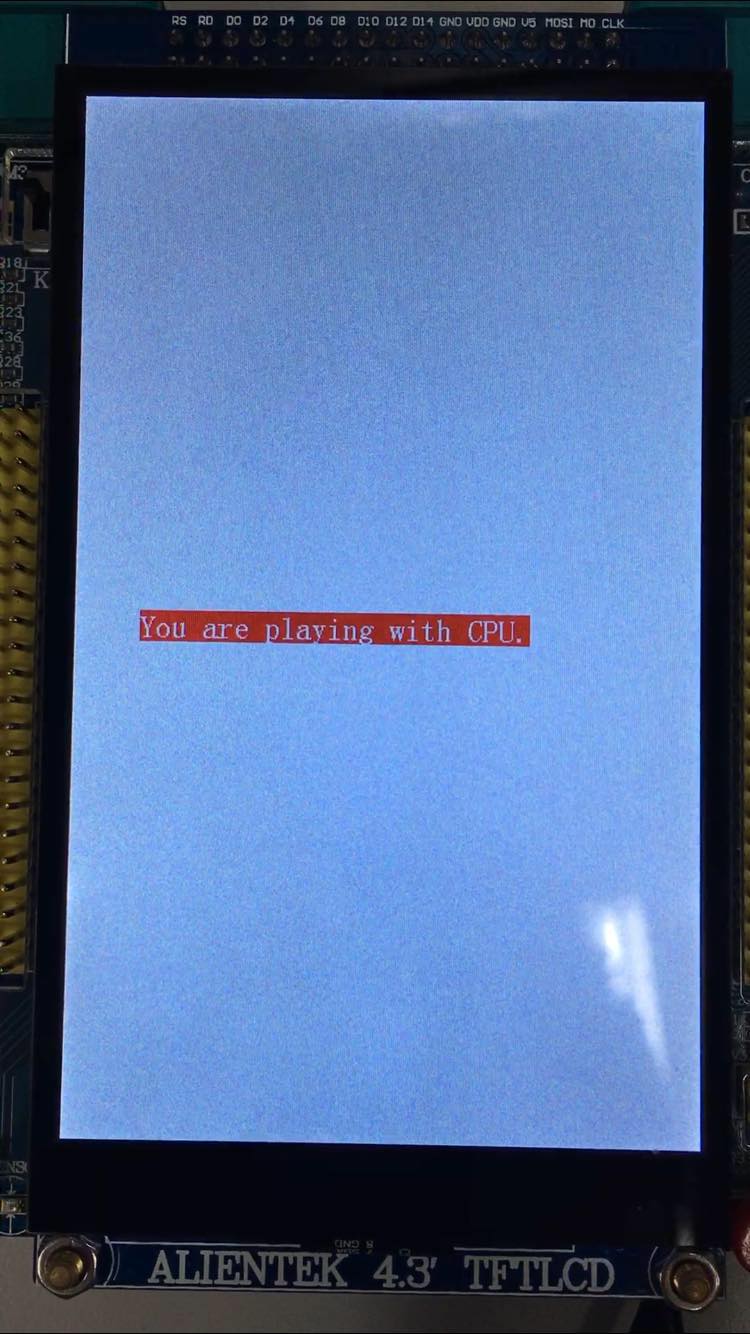 RS RD D0 D2 D4 D6 D8 D10 D12 D14 GND VDD GND V5 MOSI MO CLK
K
You are playing with CPU.
ALIENTEK 4.3' TFTLCD